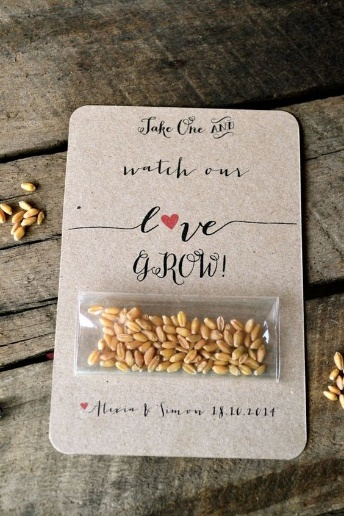 Take One AND
watch our
love
GROW!
Alexia & Simon 18.10.2014